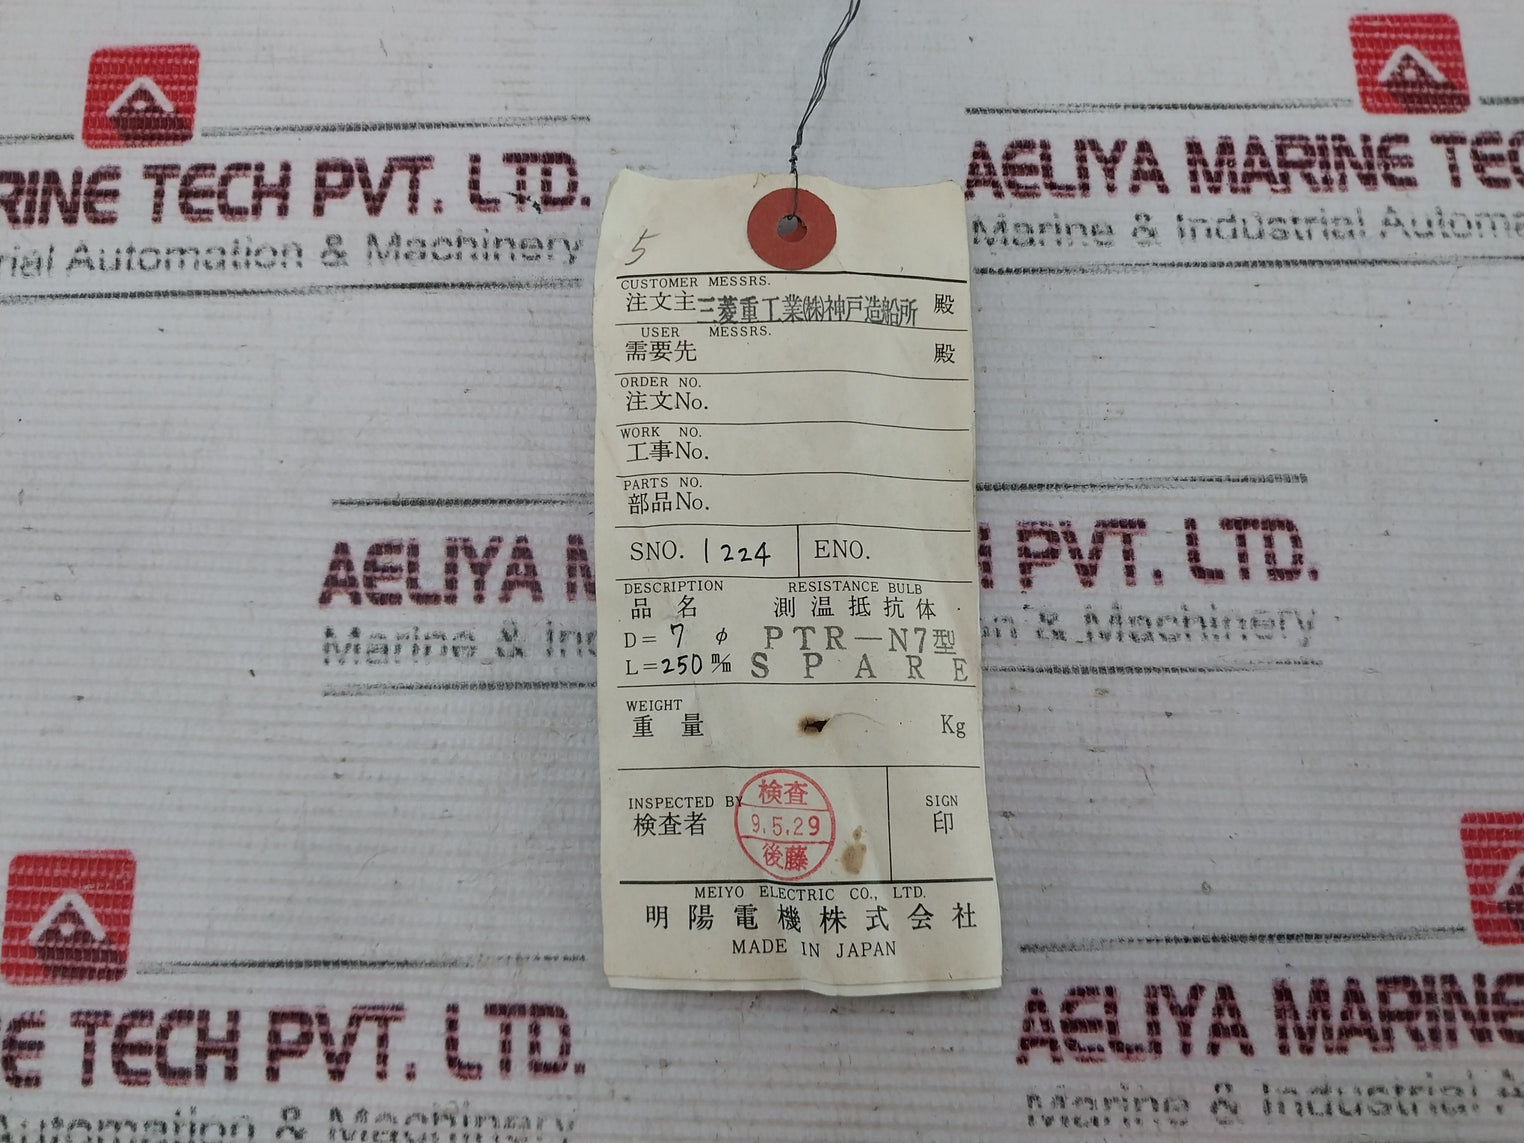 RINE TECH PVT. LTD.
rial Automation & Machinery
AELIYA MARINE TEC
Marine & Industrial Automa
5
CUSTOMER MESSRS.
注文主 三菱重工業㈱神戸造船所 殿
USER MESSRS.
需要先 殿
ORDER NO.
注文No.
WORK NO.
工事No.
PARTS NO.
部品No.
SNO. 1224 ENO.
DESCRIPTION RESISTANCE BULB
品名 測温抵抗体
D=7 φ PTR-N7型
L=250 m/m SPARE
WEIGHT
重量 Kg
INSPECTED BY
検査者
検査
9.5.29
後藤
SIGN
印
MEIYO ELECTRIC CO., LTD.
明陽電機株式会社
MADE IN JAPAN
AELIYA M
H PVT. LTD.
Marine & Ind
on & Machinery
E TECH PVT. LTD.
Automation & Machinery
AELIYA MARINE
Marine & Industrial A